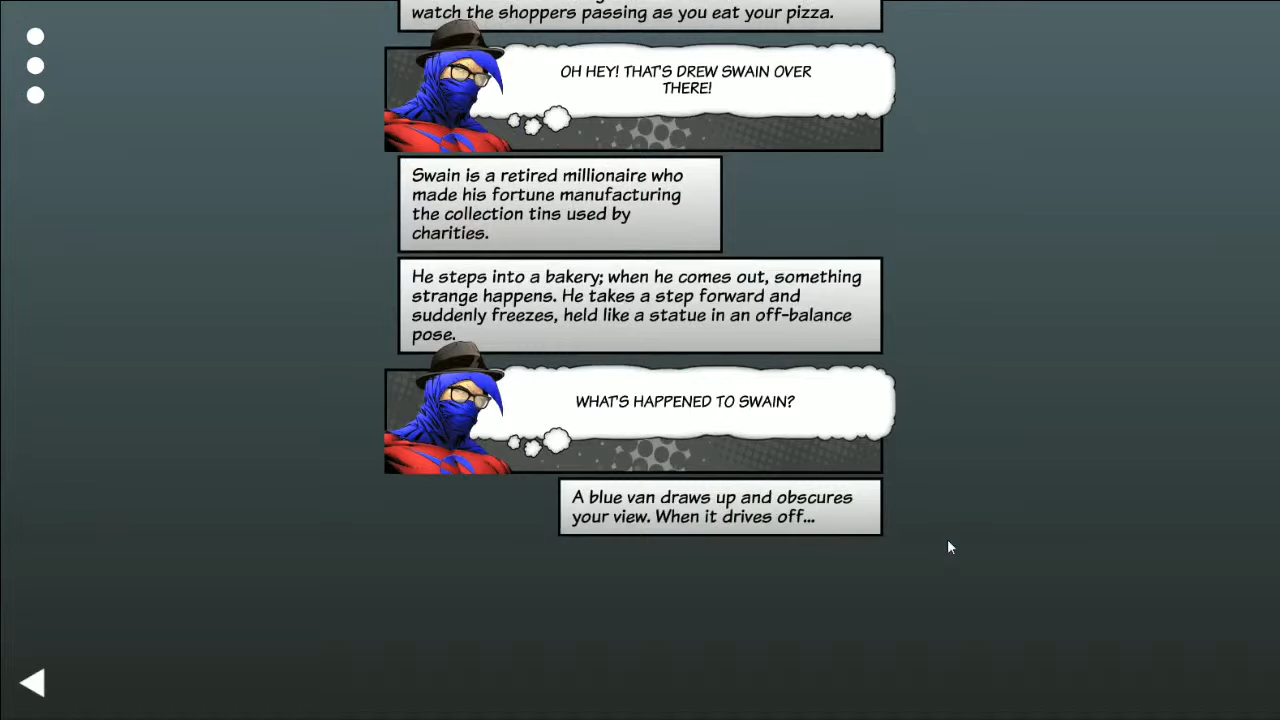 watch the shoppers passing as you eat your pizza.
OH HEY! THAT'S DREW SWAIN OVER
THERE!
Swain is a retired millionaire who
made his fortune manufacturing
the collection tins used by
charities.
He steps into a bakery; when he comes out, something
strange happens. He takes a step forward and
suddenly freezes, held like a statue in an off-balance
pose.
WHAT'S HAPPENED TO SWAIN?
A blue van draws up and obscures
your view. When it drives off...